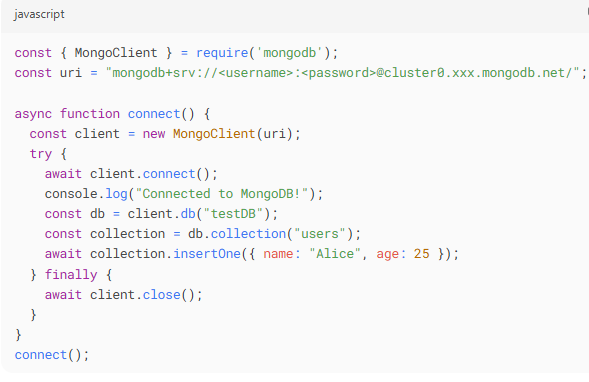 javascript
const { MongoClient } = require('mongodb');
const uri = "mongodb+srv://<username>:<password>@cluster0.xxx.mongodb.net/";
async function connect() {
  const client = new MongoClient(uri);
  try {
    await client.connect();
    console.log("Connected to MongoDB!");
    const db = client.db("testDB");
    const collection = db.collection("users");
    await collection.insertOne({ name: "Alice", age: 25 });
  } finally {
    await client.close();
  }
}
connect();